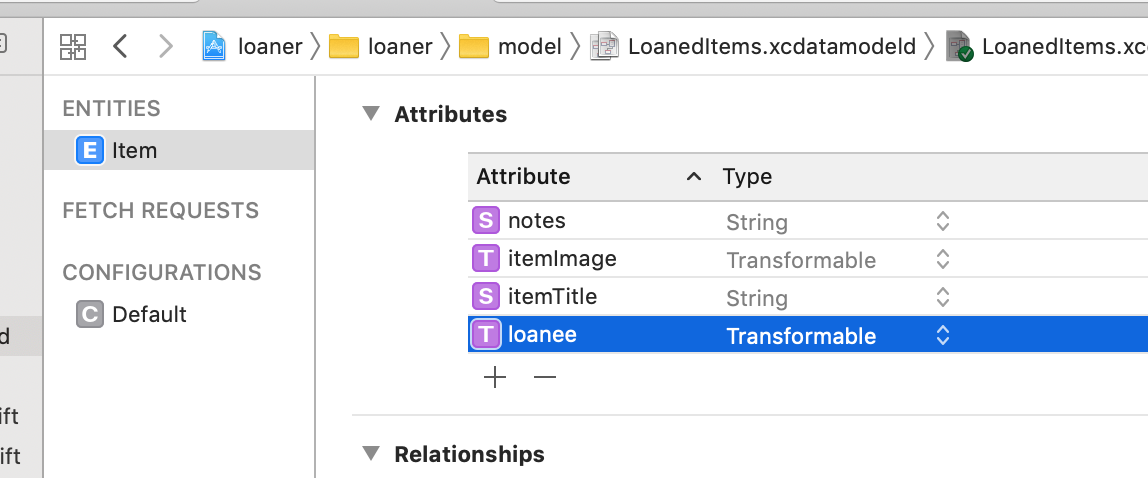 loaner loaner model LoanedItems.xcdatamodeld LoanedItems.xc
ENTITIES
E Item
FETCH REQUESTS
CONFIGURATIONS
C Default
d
ift
ift
Attributes
Attribute Type
S notes String
T itemImage Transformable
S itemTitle String
T loanee Transformable
Relationships